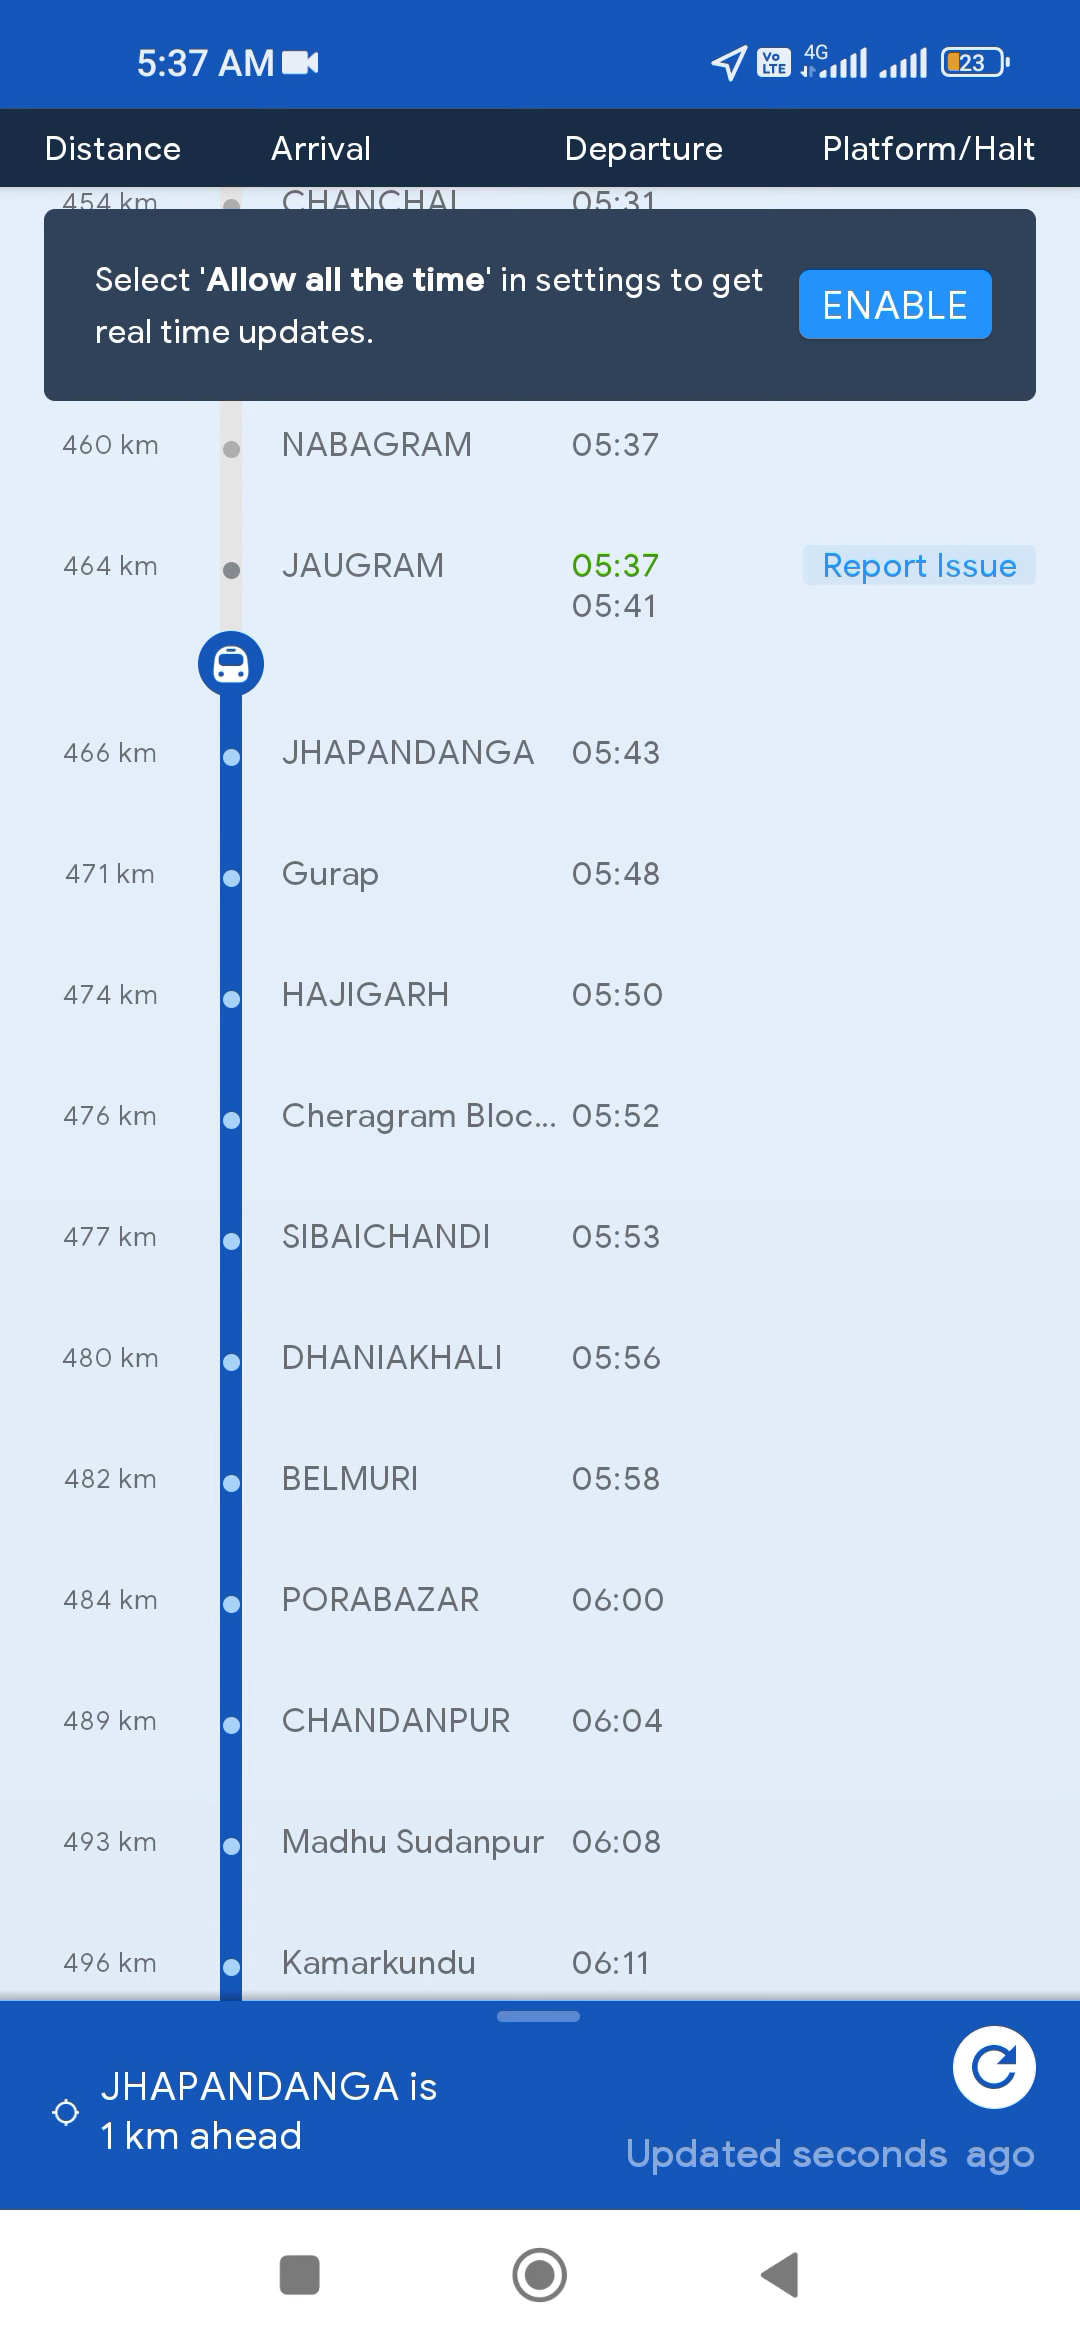 5:37 AM
Vo LTE 4G 23
Distance Arrival Departure Platform/Halt
454 km CHANCHAI 05:31
Select 'Allow all the time' in settings to get
real time updates.
ENABLE
460 km NABAGRAM 05:37
464 km JAUGRAM 05:37 Report Issue
05:41
466 km JHAPANDANGA 05:43
471 km Gurap 05:48
474 km HAJIGARH 05:50
476 km Cheragram Bloc... 05:52
477 km SIBAICHANDI 05:53
480 km DHANIAKHALI 05:56
482 km BELMURI 05:58
484 km PORABAZAR 06:00
489 km CHANDANPUR 06:04
493 km Madhu Sudanpur 06:08
496 km Kamarkundu 06:11
JHAPANDANGA is
1 km ahead
Updated seconds ago